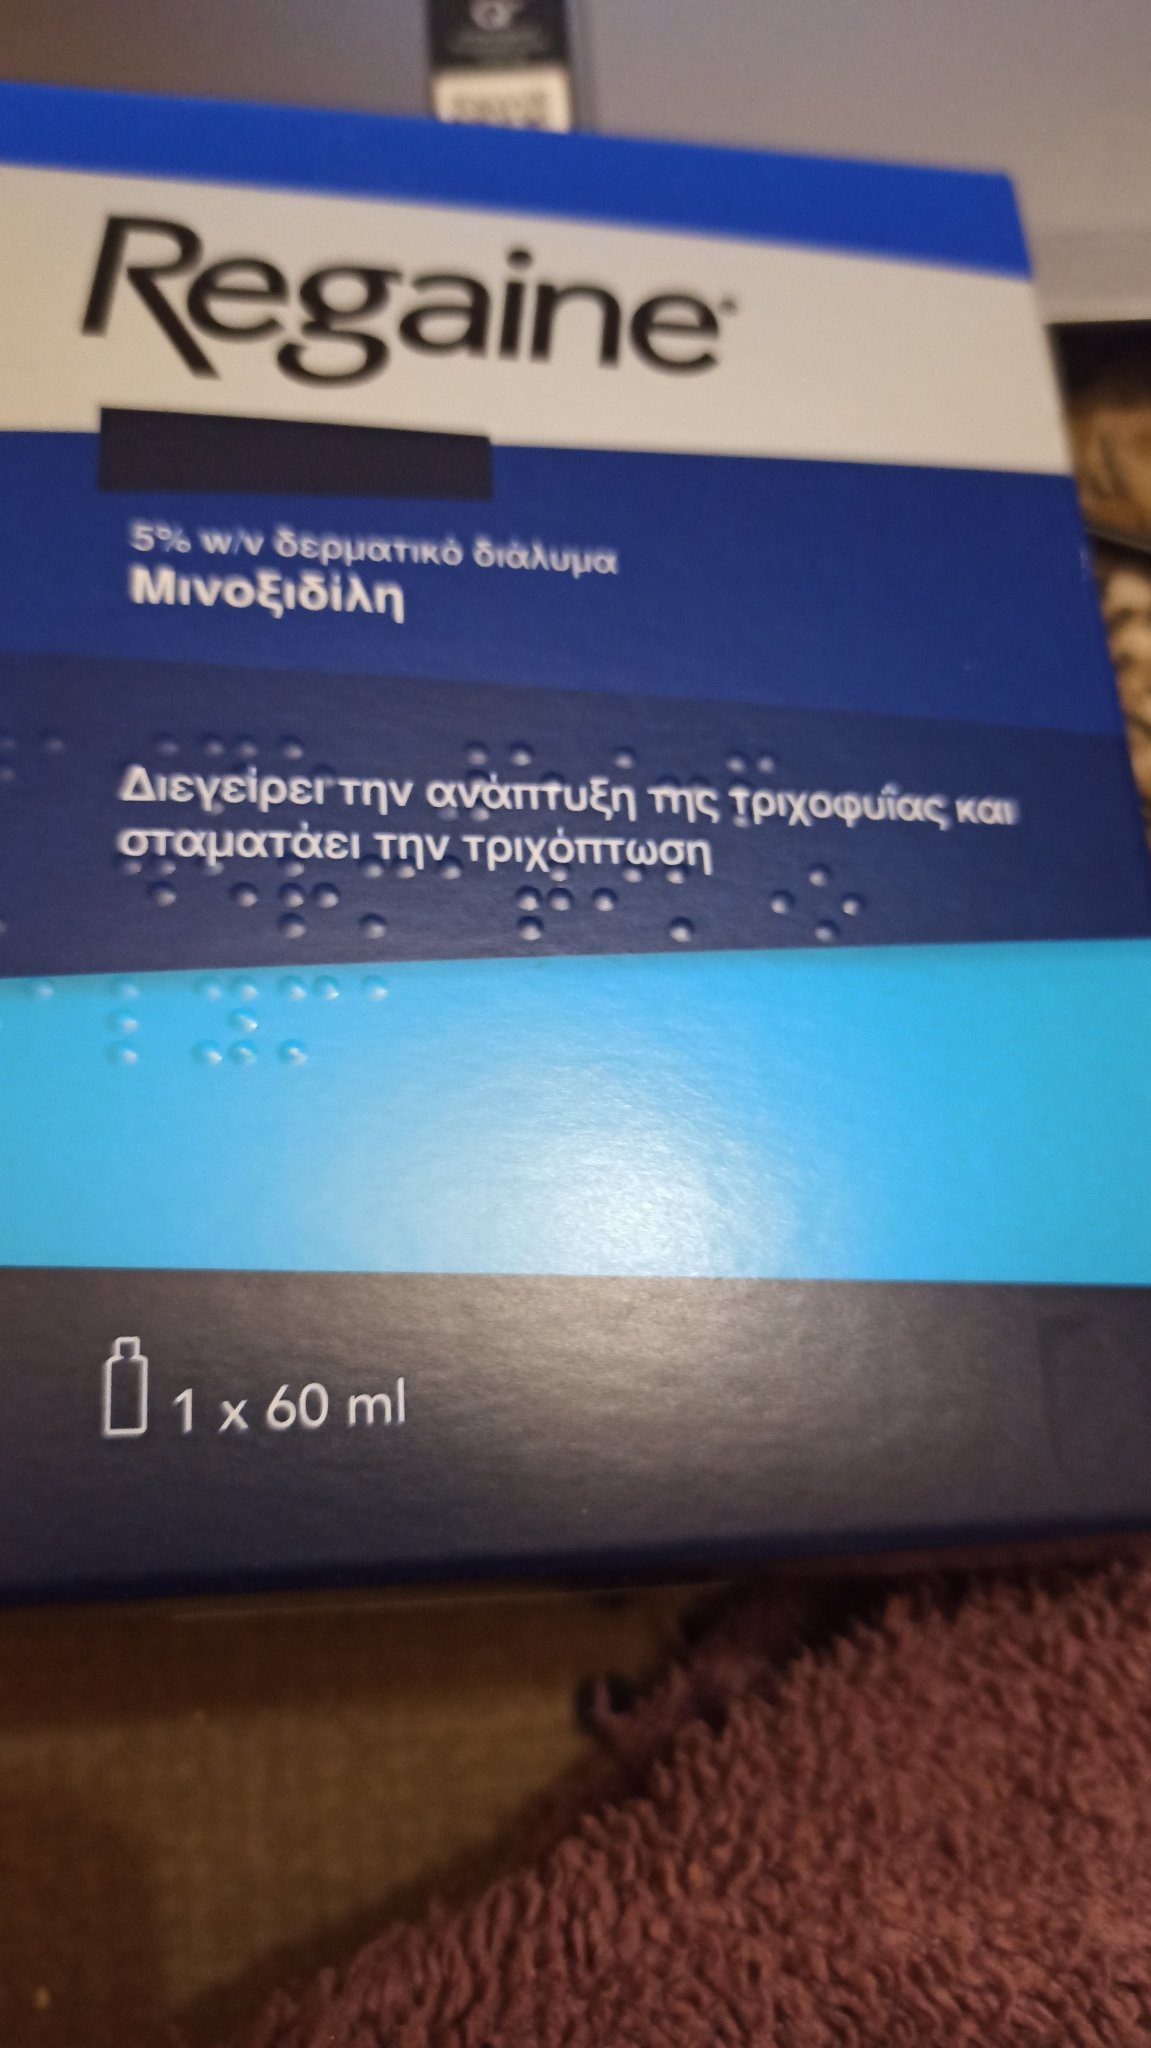 Regaine
5% w/v δερματικό διάλυμα
Μινοξιδίλη
Διεγείρει την ανάπτυξη της τριχοφυΐας και
σταματάει την τριχόπτωση
1 x 60 ml